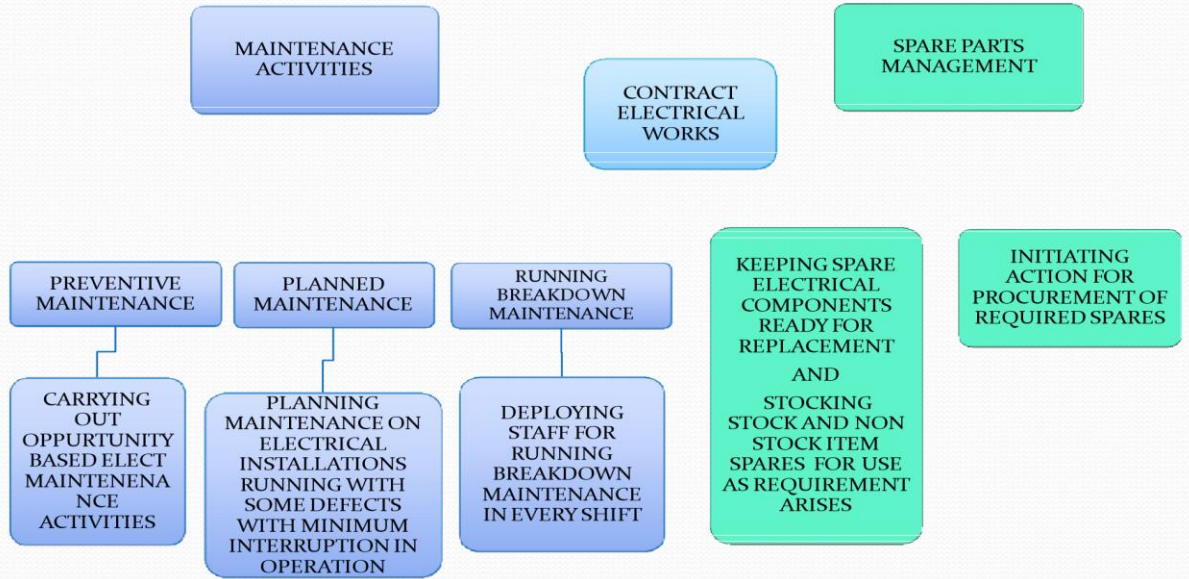 MAINTENANCE
ACTIVITIES
SPARE PARTS
MANAGEMENT
CONTRACT
ELECTRICAL
WORKS
PREVENTIVE
MAINTENANCE
PLANNED
MAINTENANCE
RUNNING
BREAKDOWN
MAINTENANCE
KEEPING SPARE
ELECTRICAL
COMPONENTS
READY FOR
REPLACEMENT
AND
STOCKING
STOCK AND NON
STOCK ITEM
SPARES FOR USE
AS REQUIREMENT
ARISES
INITIATING
ACTION FOR
PROCUREMENT OF
REQUIRED SPARES
CARRYING
OUT
OPPURTUNITY
BASED ELECT
MAINTENENA
NCE
ACTIVITIES
PLANNING
MAINTENANCE ON
ELECTRICAL
INSTALLATIONS
RUNNING WITH
SOME DEFECTS
WITH MINIMUM
INTERRUPTION IN
OPERATION
DEPLOYING
STAFF FOR
RUNNING
BREAKDOWN
MAINTENANCE
IN EVERY SHIFT